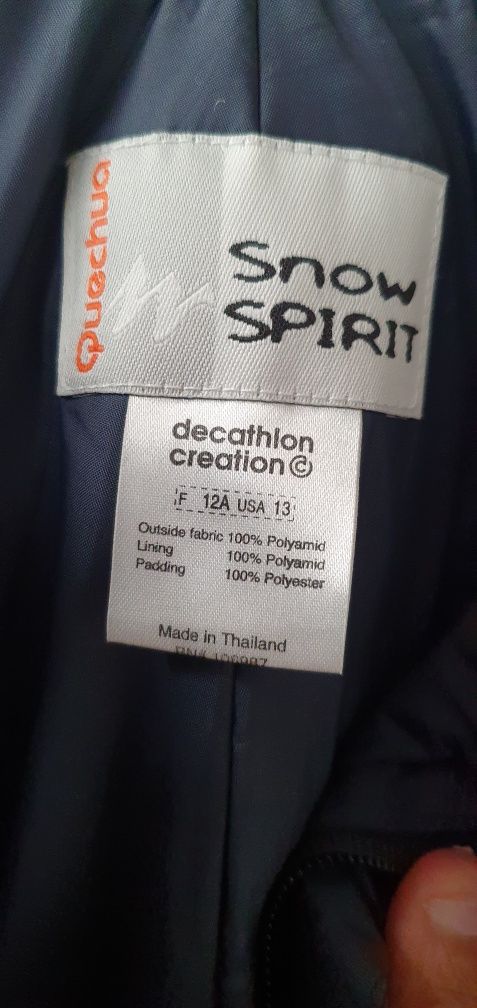 Quechua
Snow
SPIRIT
decathlon
creation©
F 12A USA 13
Outside fabric 100% Polyamid
Lining 100% Polyamid
Padding 100% Polyester
Made in Thailand